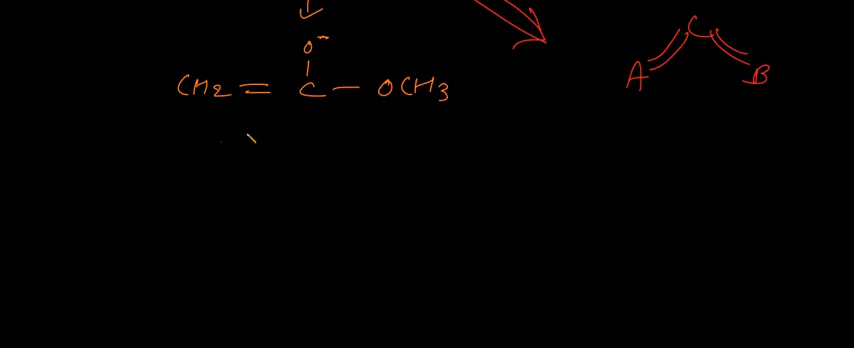 C
A B
O⁻
CH2 = C - OCH3